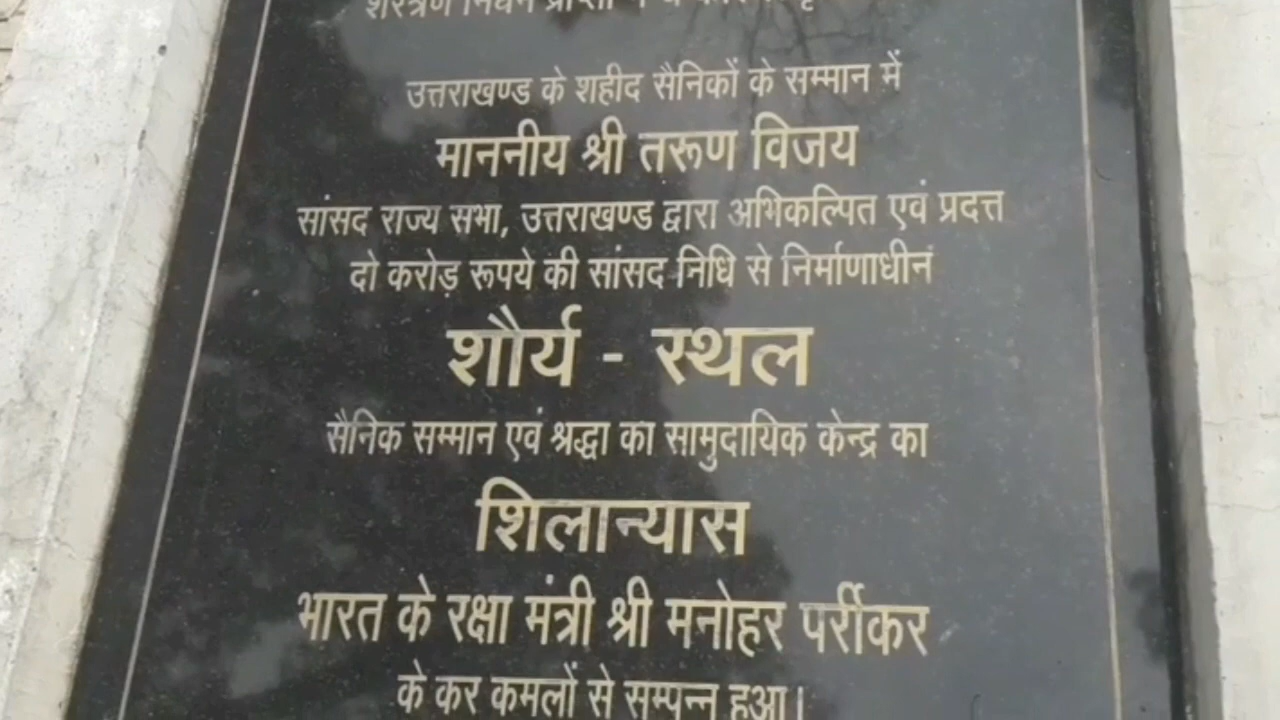 उत्तराखण्ड के शहीद सैनिकों के सम्मान में
माननीय श्री तरूण विजय
सांसद राज्य सभा, उत्तराखण्ड द्वारा अभिकल्पित एवं प्रदत्त
दो करोड़ रूपये की सांसद निधि से निर्माणाधीन
शौर्य - स्थल
सैनिक सम्मान एवं श्रद्धा का सामुदायिक केन्द्र का
शिलान्यास
भारत के रक्षा मंत्री श्री मनोहर पर्रीकर
के कर कमलों से सम्पन्न हुआ।